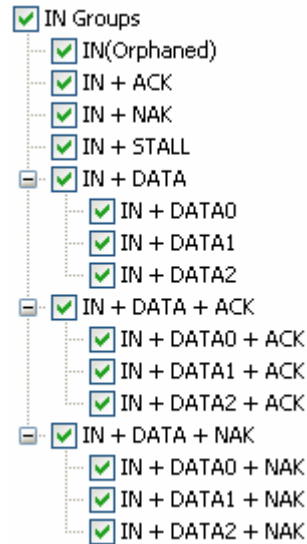 IN Groups
IN(Orphaned)
IN + ACK
IN + NAK
IN + STALL
IN + DATA
IN + DATA0
IN + DATA1
IN + DATA2
IN + DATA + ACK
IN + DATA0 + ACK
IN + DATA1 + ACK
IN + DATA2 + ACK
IN + DATA + NAK
IN + DATA0 + NAK
IN + DATA1 + NAK
IN + DATA2 + NAK